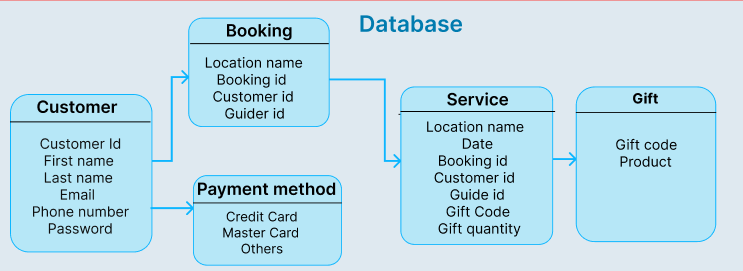 Database
Booking
Location name
Booking id
Customer id
Guider id
Customer
Customer Id
First name
Last name
Email
Phone number
Password
Payment method
Credit Card
Master Card
Others
Service
Location name
Date
Booking id
Customer id
Guide id
Gift Code
Gift quantity
Gift
Gift code
Product